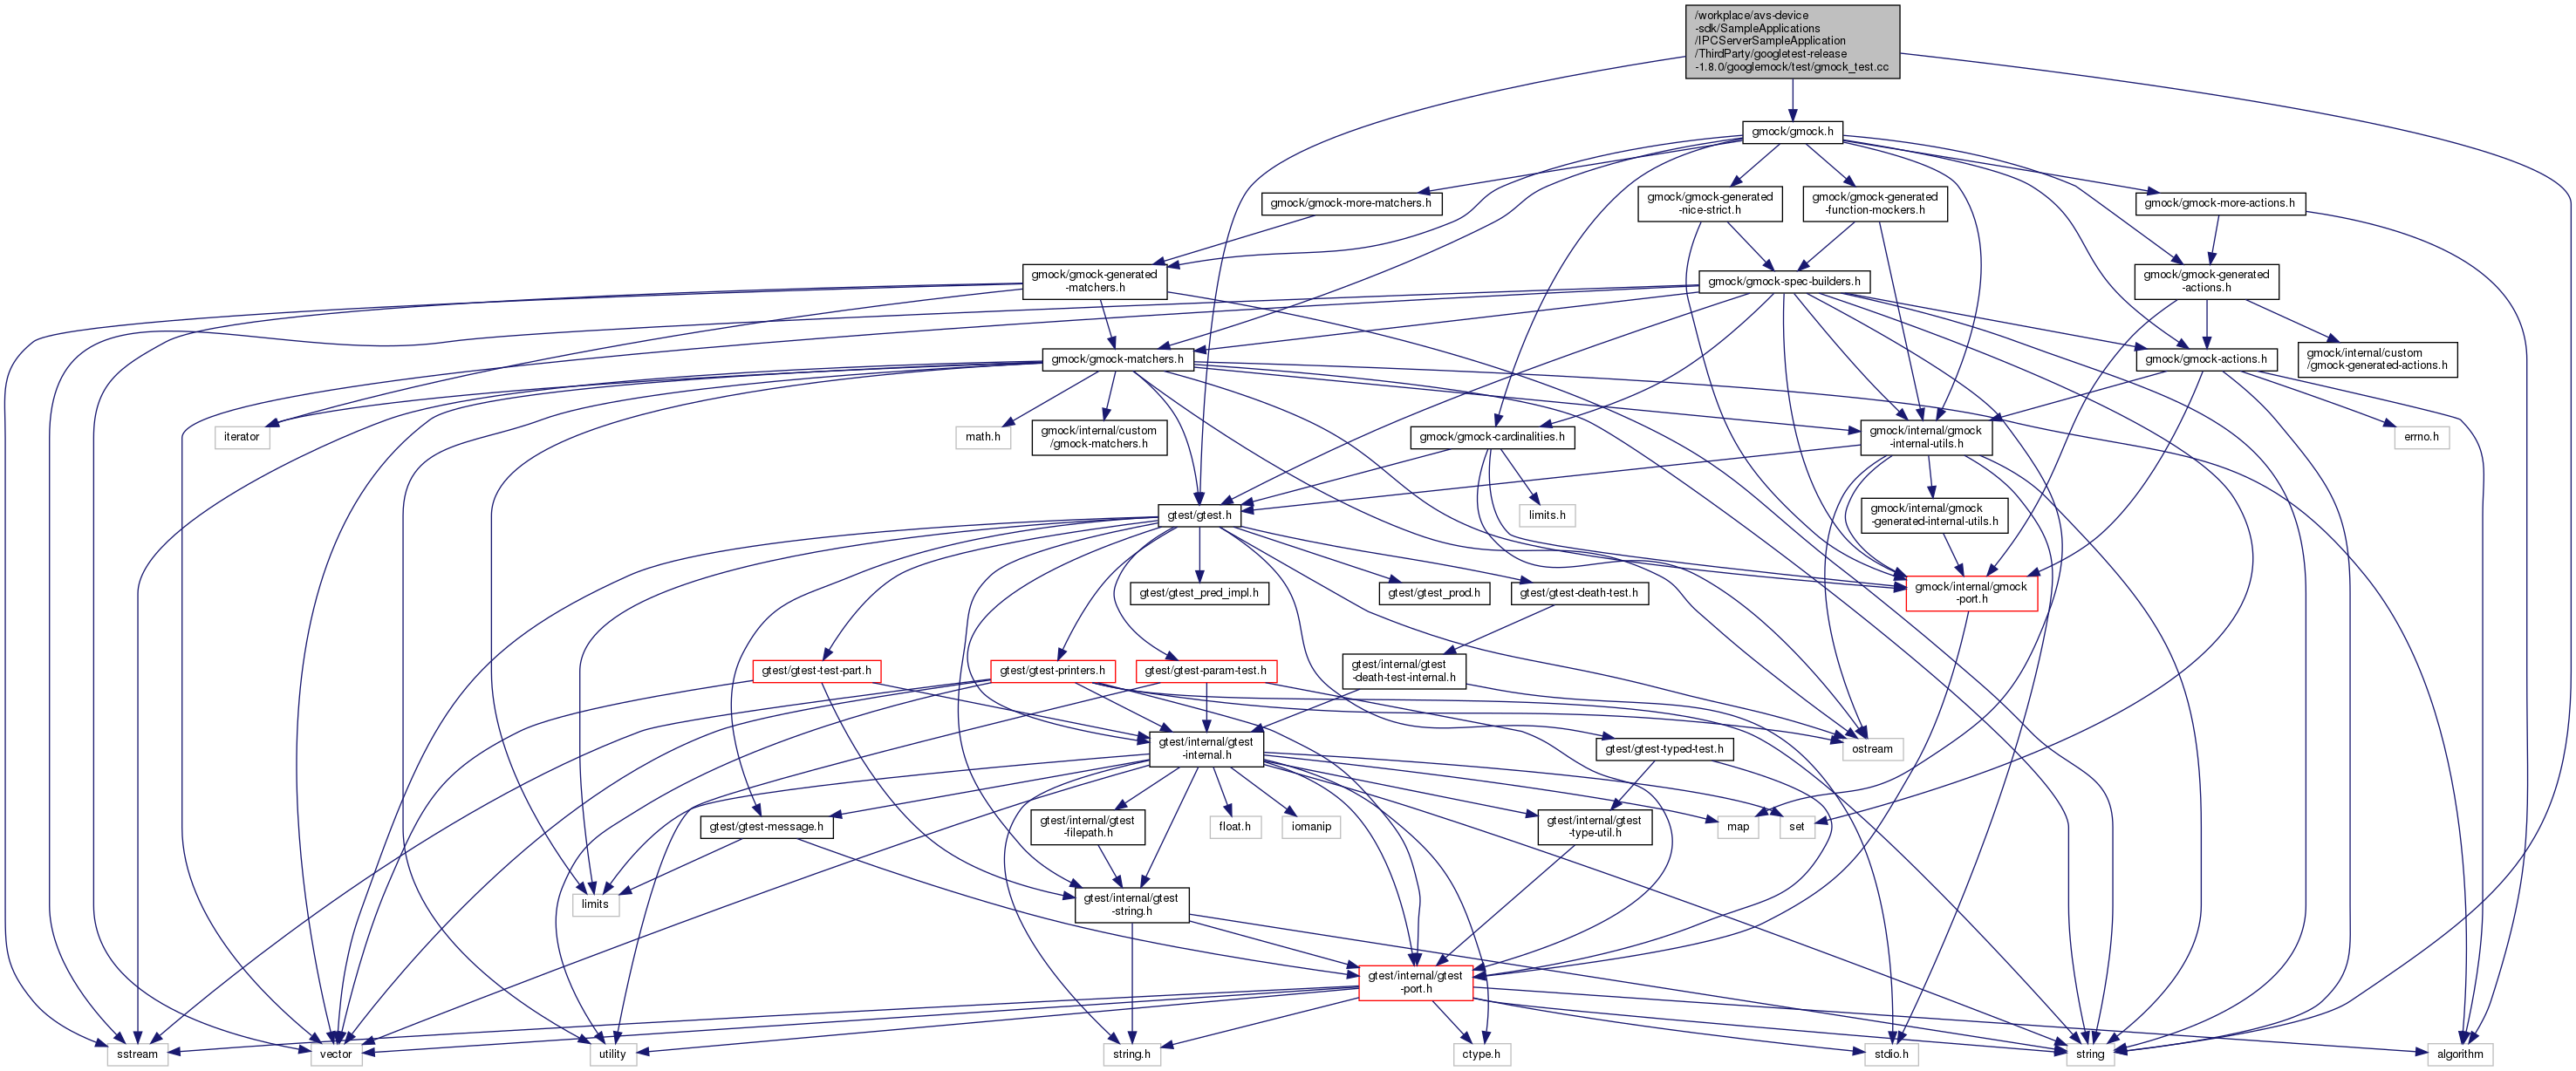 /workplace/avs-device
-sdk/SampleApplications
/IPCServerSampleApplication
/ThirdParty/googletest-release
-1.8.0/googlemock/test/gmock_test.cc
gmock/gmock.h
gmock/gmock-more-matchers.h
gmock/gmock-generated
-nice-strict.h
gmock/gmock-generated
-function-mockers.h
gmock/gmock-more-actions.h
gmock/gmock-generated
-matchers.h
gmock/gmock-spec-builders.h
gmock/gmock-generated
-actions.h
gmock/gmock-matchers.h
gmock/gmock-actions.h
gmock/internal/custom
/gmock-generated-actions.h
iterator
math.h
gmock/internal/custom
/gmock-matchers.h
gmock/gmock-cardinalities.h
gmock/internal/gmock
-internal-utils.h
errno.h
gtest/gtest.h
limits.h
gmock/internal/gmock
-generated-internal-utils.h
gtest/gtest_pred_impl.h
gtest/gtest_prod.h
gtest/gtest-death-test.h
gmock/internal/gmock
-port.h
gtest/gtest-test-part.h
gtest/gtest-printers.h
gtest/gtest-param-test.h
gtest/internal/gtest
-death-test-internal.h
gtest/internal/gtest
-internal.h
gtest/gtest-typed-test.h
ostream
gtest/gtest-message.h
gtest/internal/gtest
-filepath.h
float.h
iomanip
gtest/internal/gtest
-type-util.h
map
set
limits
gtest/internal/gtest
-string.h
gtest/internal/gtest
-port.h
sstream
vector
utility
string.h
ctype.h
stdio.h
string
algorithm